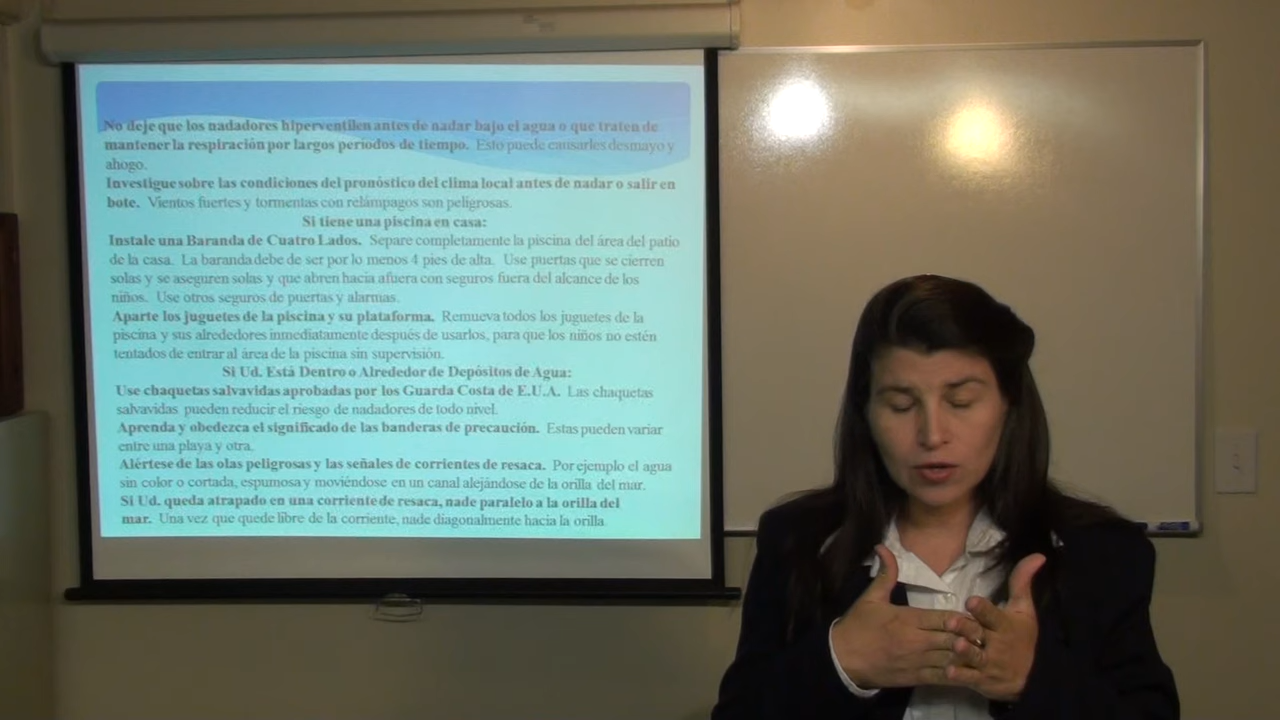 No deje que los nadadores hiperventilen antes de nadar bajo el agua o que traten de
mantener la respiración por largos periodos de tiempo. Esto puede causarles desmayo y
ahogo.
Investigue sobre las condiciones del pronóstico del clima local antes de nadar o salir en
bote. Vientos fuertes y tormentas con relámpagos son peligrosas.
Si tiene una piscina en casa:
Instale una Baranda de Cuatro Lados. Separe completamente la piscina del área del patio
de la casa. La baranda debe de ser por lo menos 4 pies de alta. Use puertas que se cierren
solas y se aseguren solas y que abren hacia afuera con seguros fuera del alcance de los
niños. Use otros seguros de puertas y alarmas.
Aparte los juguetes de la piscina y su plataforma. Remueva todos los juguetes de la
piscina y sus alrededores inmediatamente después de usarlos, para que los niños no estén
tentados de entrar al área de la piscina sin supervisión.
Si Ud. Está Dentro o Alrededor de Depósitos de Agua:
Use chaquetas salvavidas aprobadas por los Guarda Costa de E.U.A. Las chaquetas
salvavidas pueden reducir el riesgo de nadadores de todo nivel.
Aprenda y obedezca el significado de las banderas de precaución. Estas pueden variar
entre una playa y otra.
Alértese de las olas peligrosas y las señales de corrientes de resaca. Por ejemplo el agua
sin color o cortada, espumosa y moviéndose en un canal alejándose de la orilla del mar.
Si Ud. queda atrapado en una corriente de resaca, nade paralelo a la orilla del
mar. Una vez que quede libre de la corriente, nade diagonalmente hacia la orilla